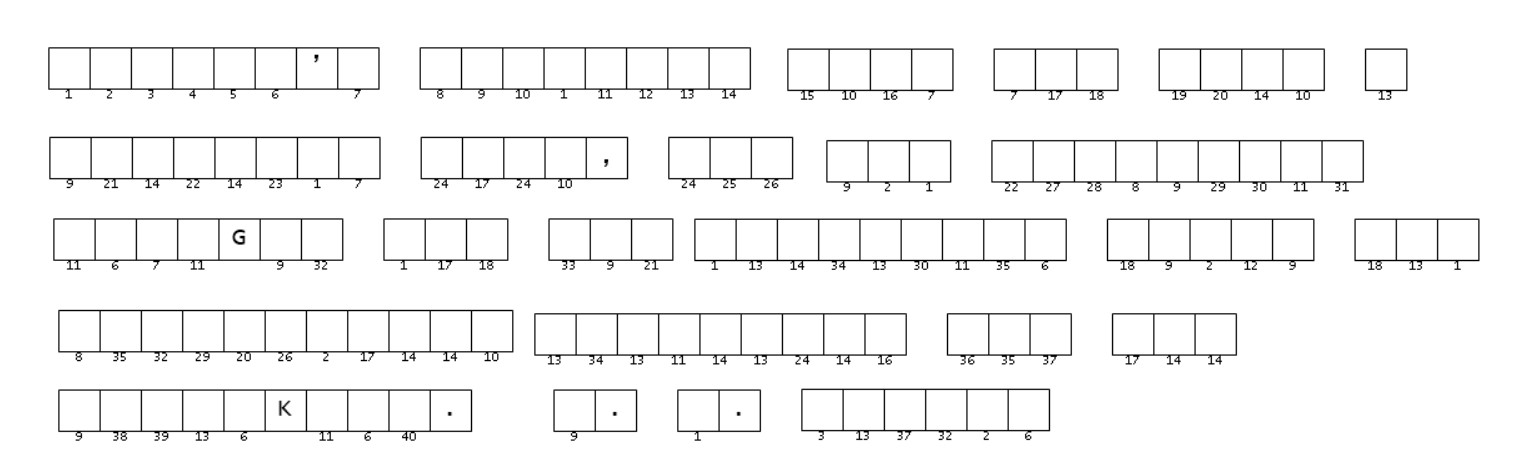 ’ 1 2 3 4 5 6 7 8 9 10 1 11 12 13 14 15 10 16 7 7 17 18 19 20 14 10 13
, 9 21 14 22 14 23 1 7 24 17 24 10 24 25 26 9 2 1 22 27 28 8 9 29 30 11 31
G 11 6 7 11 9 32 1 17 18 33 9 21 1 13 14 34 13 30 11 35 6 18 9 2 12 9 18 13 1
8 35 32 29 20 26 2 17 14 14 10 13 34 13 11 14 13 24 14 16 36 35 37 17 14 14
K . . . 9 38 39 13 6 11 6 40 9 1 3 13 37 32 2 6